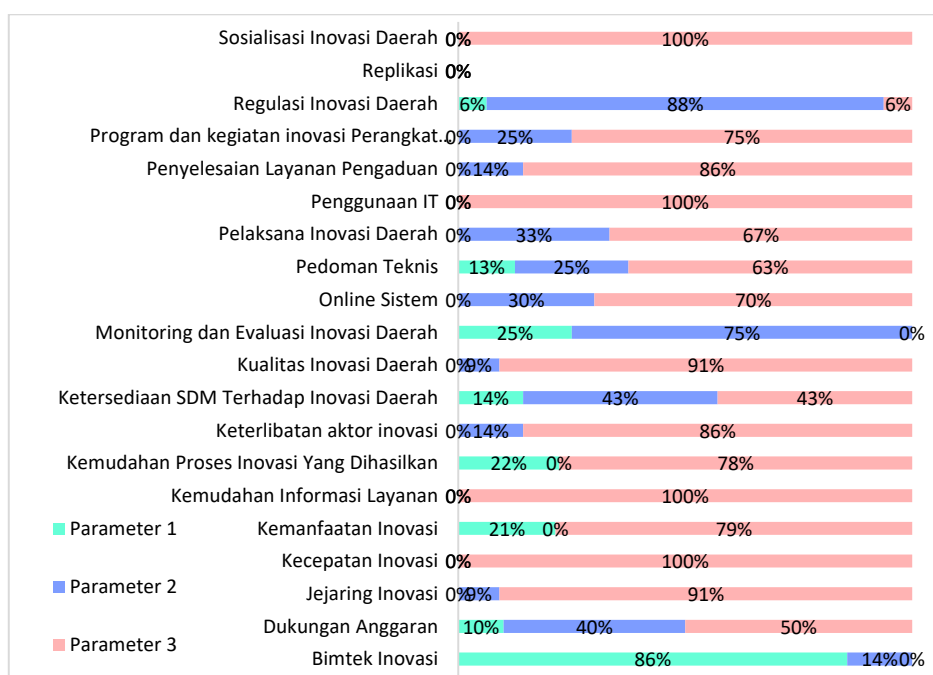 Sosialisasi Inovasi Daerah 0% 100%
Replikasi 0%
Regulasi Inovasi Daerah 6% 88% 6%
Program dan kegiatan inovasi Perangkat... 0% 25% 75%
Penyelesaian Layanan Pengaduan 0% 14% 86%
Penggunaan IT 0% 100%
Pelaksana Inovasi Daerah 0% 33% 67%
Pedoman Teknis 13% 25% 63%
Online Sistem 0% 30% 70%
Monitoring dan Evaluasi Inovasi Daerah 25% 75% 0%
Kualitas Inovasi Daerah 0% 9% 91%
Ketersediaan SDM Terhadap Inovasi Daerah 14% 43% 43%
Keterlibatan aktor inovasi 0% 14% 86%
Kemudahan Proses Inovasi Yang Dihasilkan 22% 0% 78%
Kemudahan Informasi Layanan 0% 100%
Parameter 1 Kemanfaatan Inovasi 21% 0% 79%
Kecepatan Inovasi 0% 100%
Parameter 2 Jejaring Inovasi 0% 9% 91%
Dukungan Anggaran 10% 40% 50%
Parameter 3 Bimtek Inovasi 86% 14% 0%